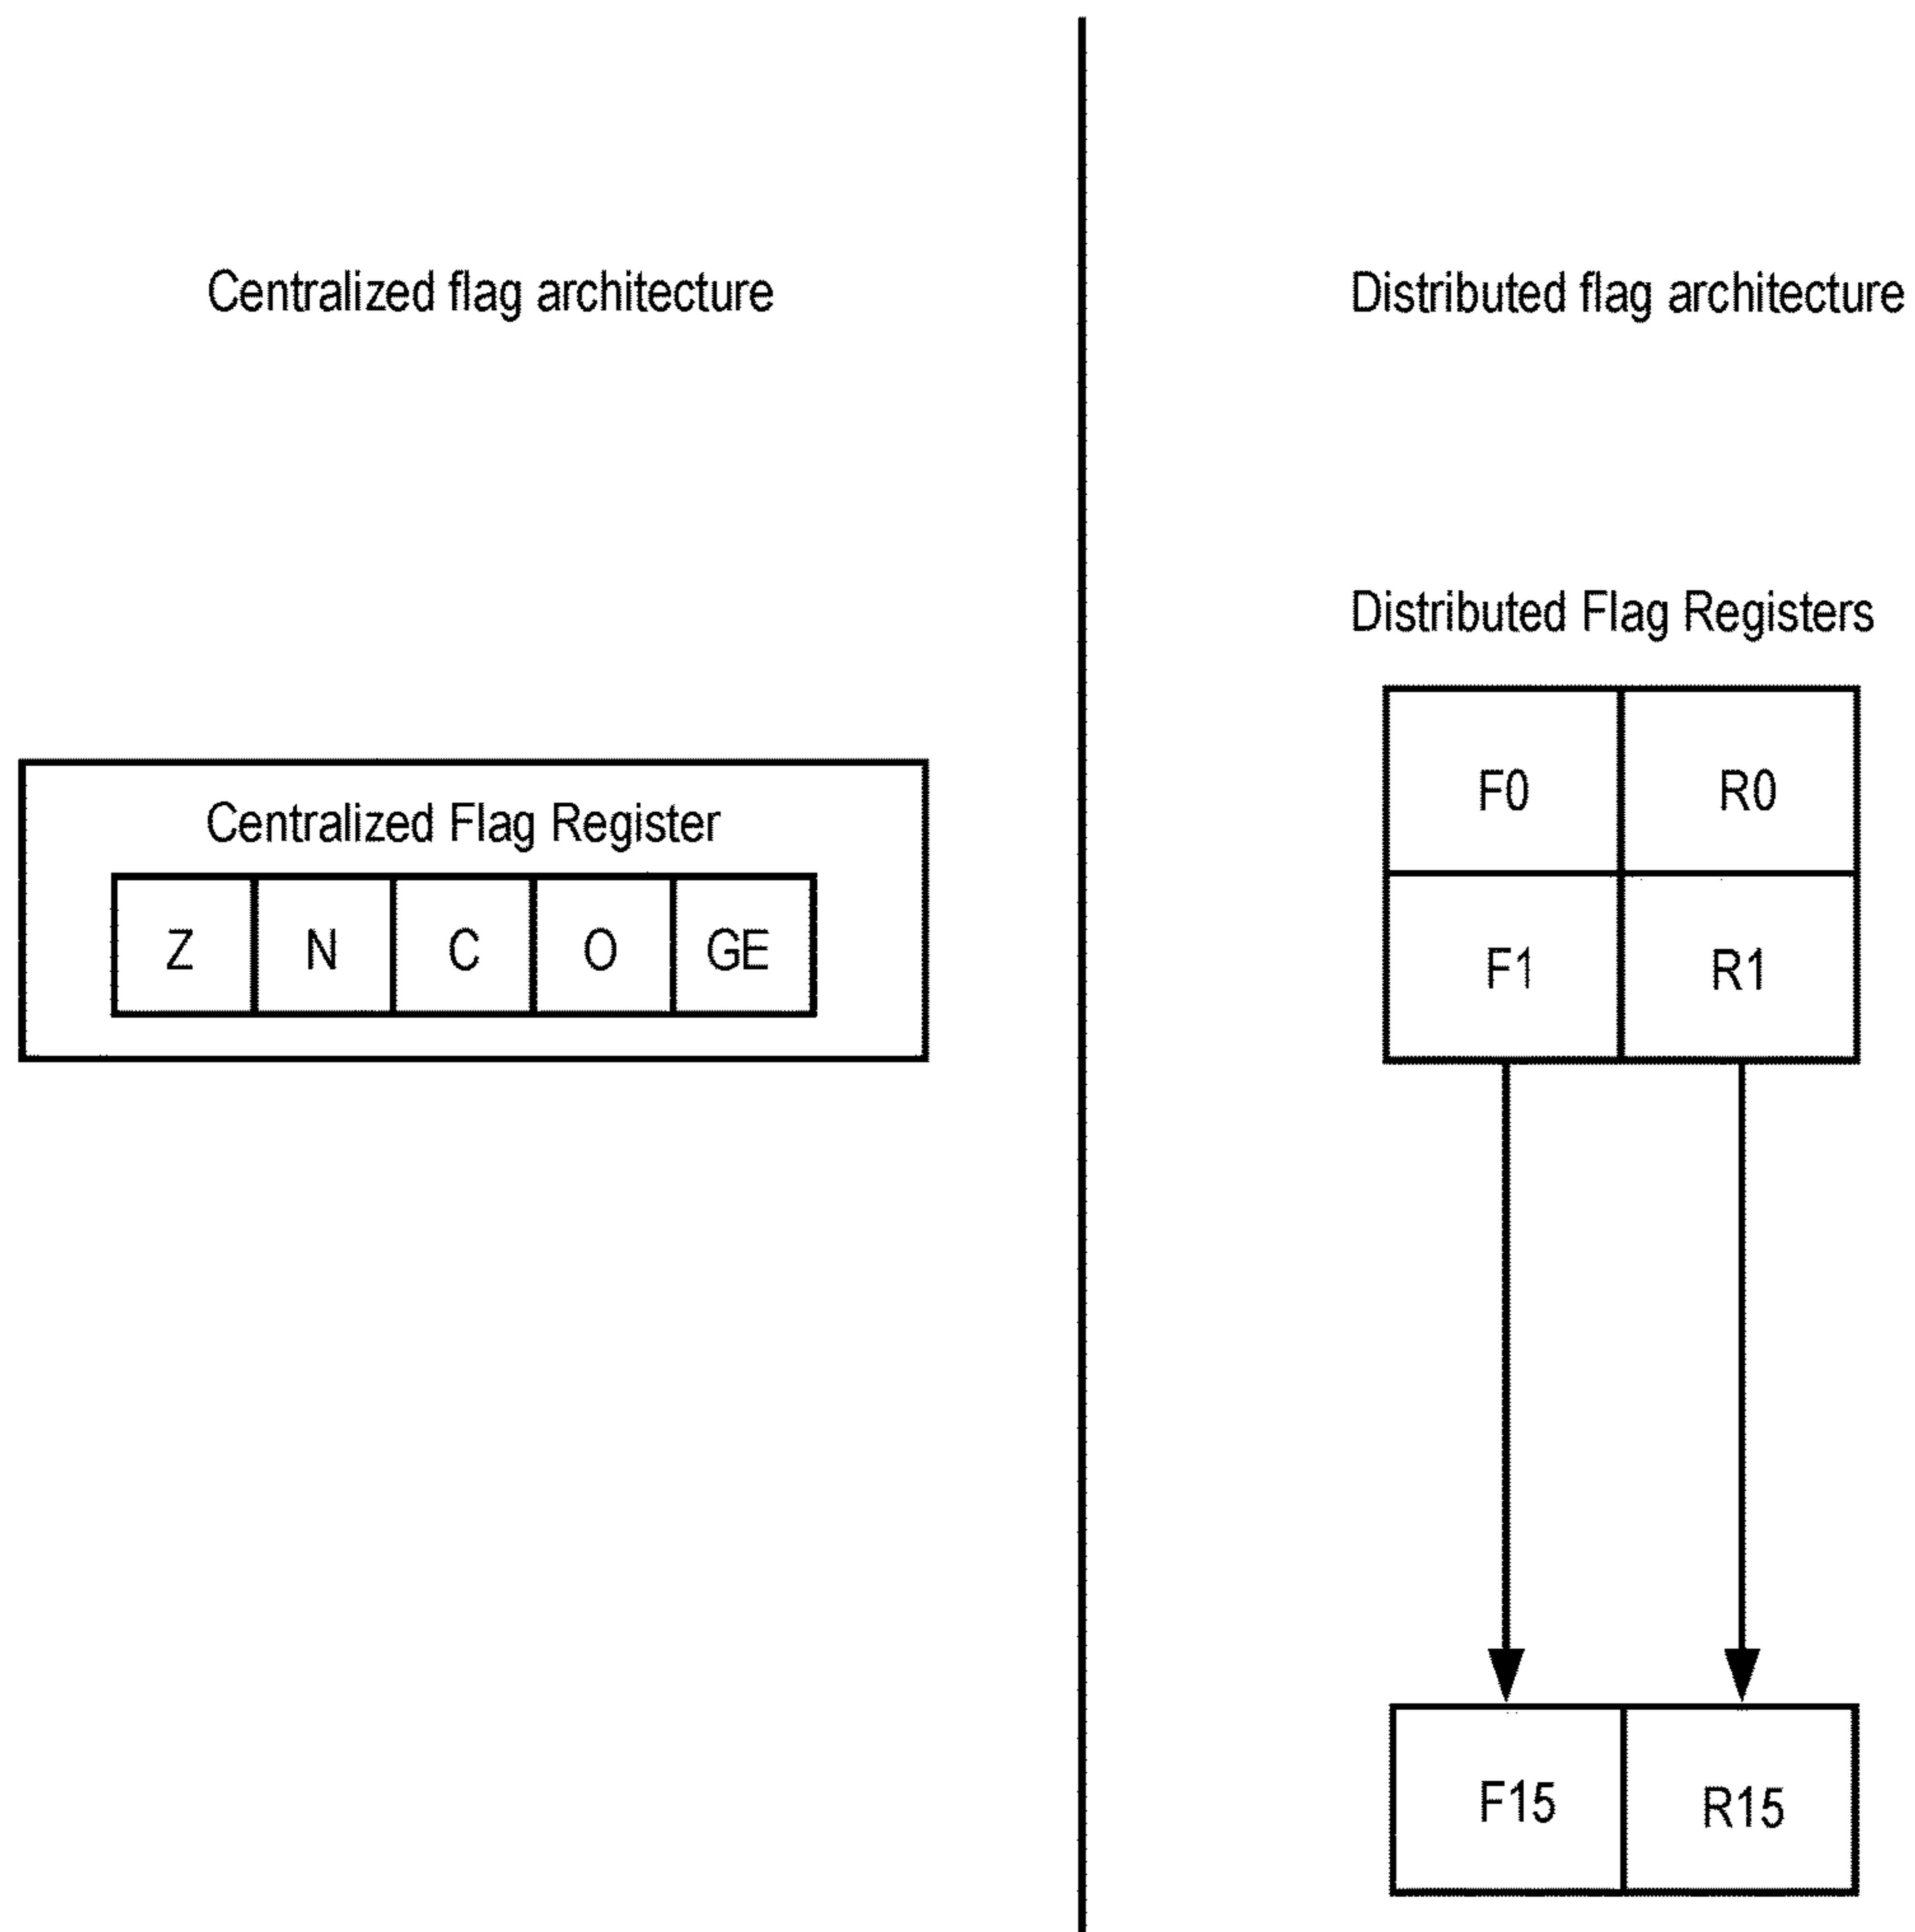 Centralized flag architecture
Centralized Flag Register
Z N C O GE
Distributed flag architecture
Distributed Flag Registers
F0 R0
F1 R1
F15 R15